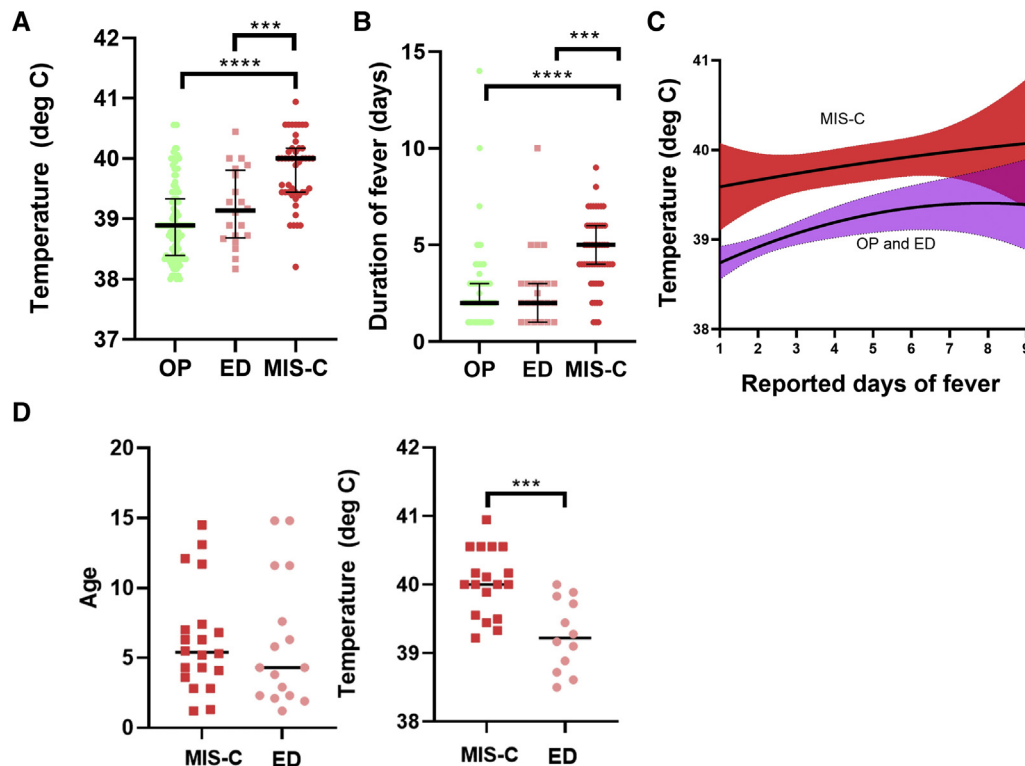 A
Temperature (deg C)
42
41
40
39
38
37
***
****
OP ED MIS-C
B
Duration of fever (days)
15
10
5
0
***
****
OP ED MIS-C
C
Temperature (deg C)
40
39
38
MIS-C
OP and ED
1 2 3 4 5 6 7 8 9
Reported days of fever
D
Age
20
15
10
5
0
MIS-C ED
Temperature (deg C)
42
41
40
39
38
***
MIS-C ED